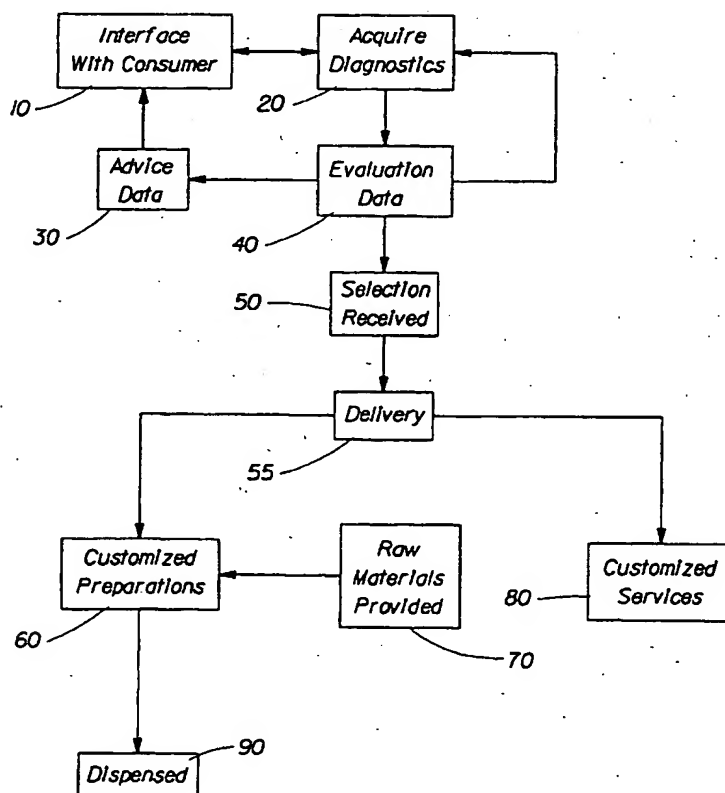 Interface
With Consumer
10
Acquire
Diagnostics
20
Advice
Data
30
Evaluation
Data
40
Selection
Received
50
Delivery
55
Customized
Preparations
60
Raw
Materials
Provided
70
Customized
Services
80
Dispensed
90